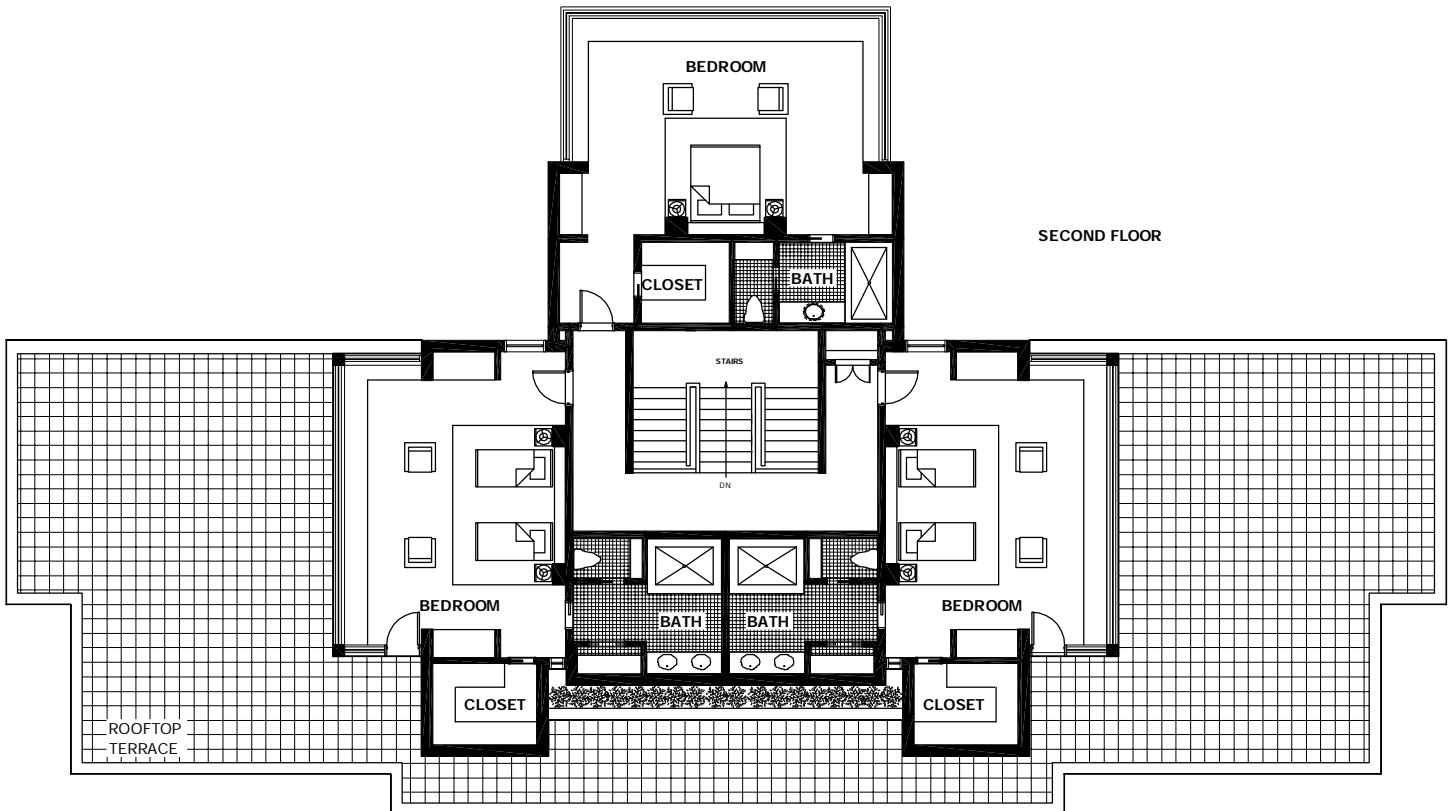 BEDROOM
SECOND FLOOR
CLOSET
BATH
STAIRS
DN
BEDROOM
BEDROOM
BATH
BATH
CLOSET
CLOSET
ROOFTOP
TERRACE